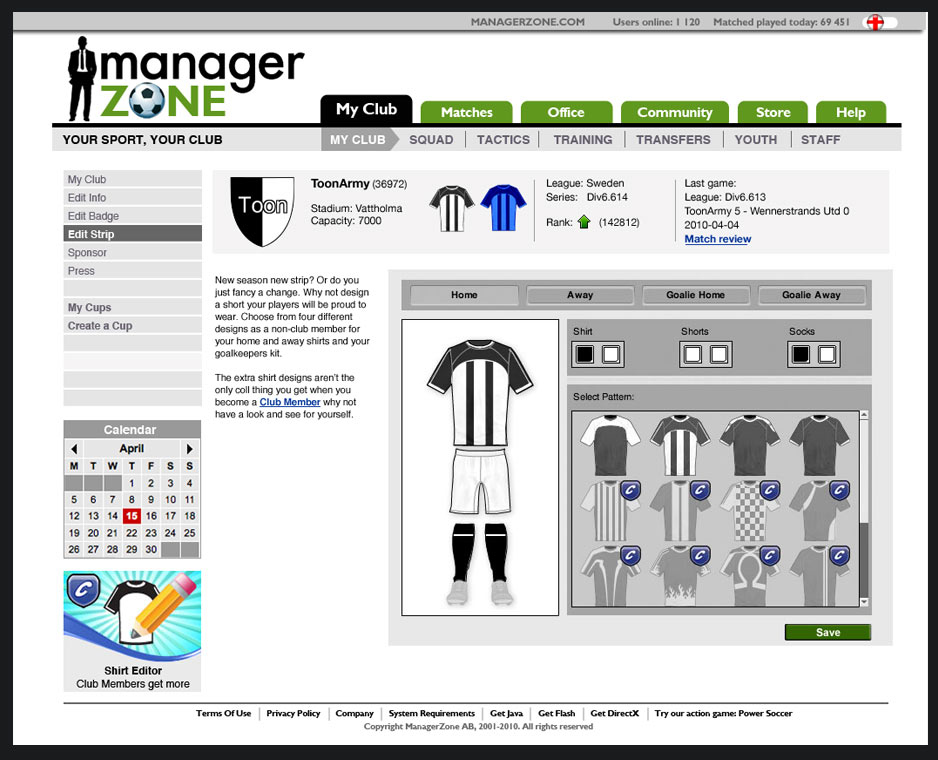 MANAGERZONE.COM Users online: 1 120 Matched played today: 69 451
manager
ZONE
My Club Matches Office Community Store Help
YOUR SPORT, YOUR CLUB
MY CLUB SQUAD TACTICS TRAINING TRANSFERS YOUTH STAFF
My Club
Edit Info
Edit Badge
Edit Strip
Sponsor
Press
My Cups
Create a Cup
Toon
ToonArmy (36972)
Stadium: Vattholma
Capacity: 7000
League: Sweden
Series: Div6.614
Rank: (142812)
Last game:
League: Div6.613
ToonArmy 5 - Wennerstrands Utd 0
2010-04-04
Match review
New season new strip? Or do you
just fancy a change. Why not design
a short your players will be proud to
wear. Choose from four different
designs as a non-club member for
your home and away shirts and your
goalkeepers kit.
The extra shirt designs aren't the
only coll thing you get when you
become a Club Member why not
have a look and see for yourself.
Home Away Goalie Home Goalie Away
Shirt Shorts Socks
Select Pattern:
C C C C
C C C C
Save
Calendar
April
M T W T F S S
1 2 3 4
5 6 7 8 9 10 11
12 13 14 15 16 17 18
19 20 21 22 23 24 25
26 27 28 29 30
C
Shirt Editor
Club Members get more
Terms Of Use Privacy Policy Company System Requirements Get Java Get Flash Get DirectX Try our action game: Power Soccer
Copyright ManagerZone AB, 2001-2010. All rights reserved